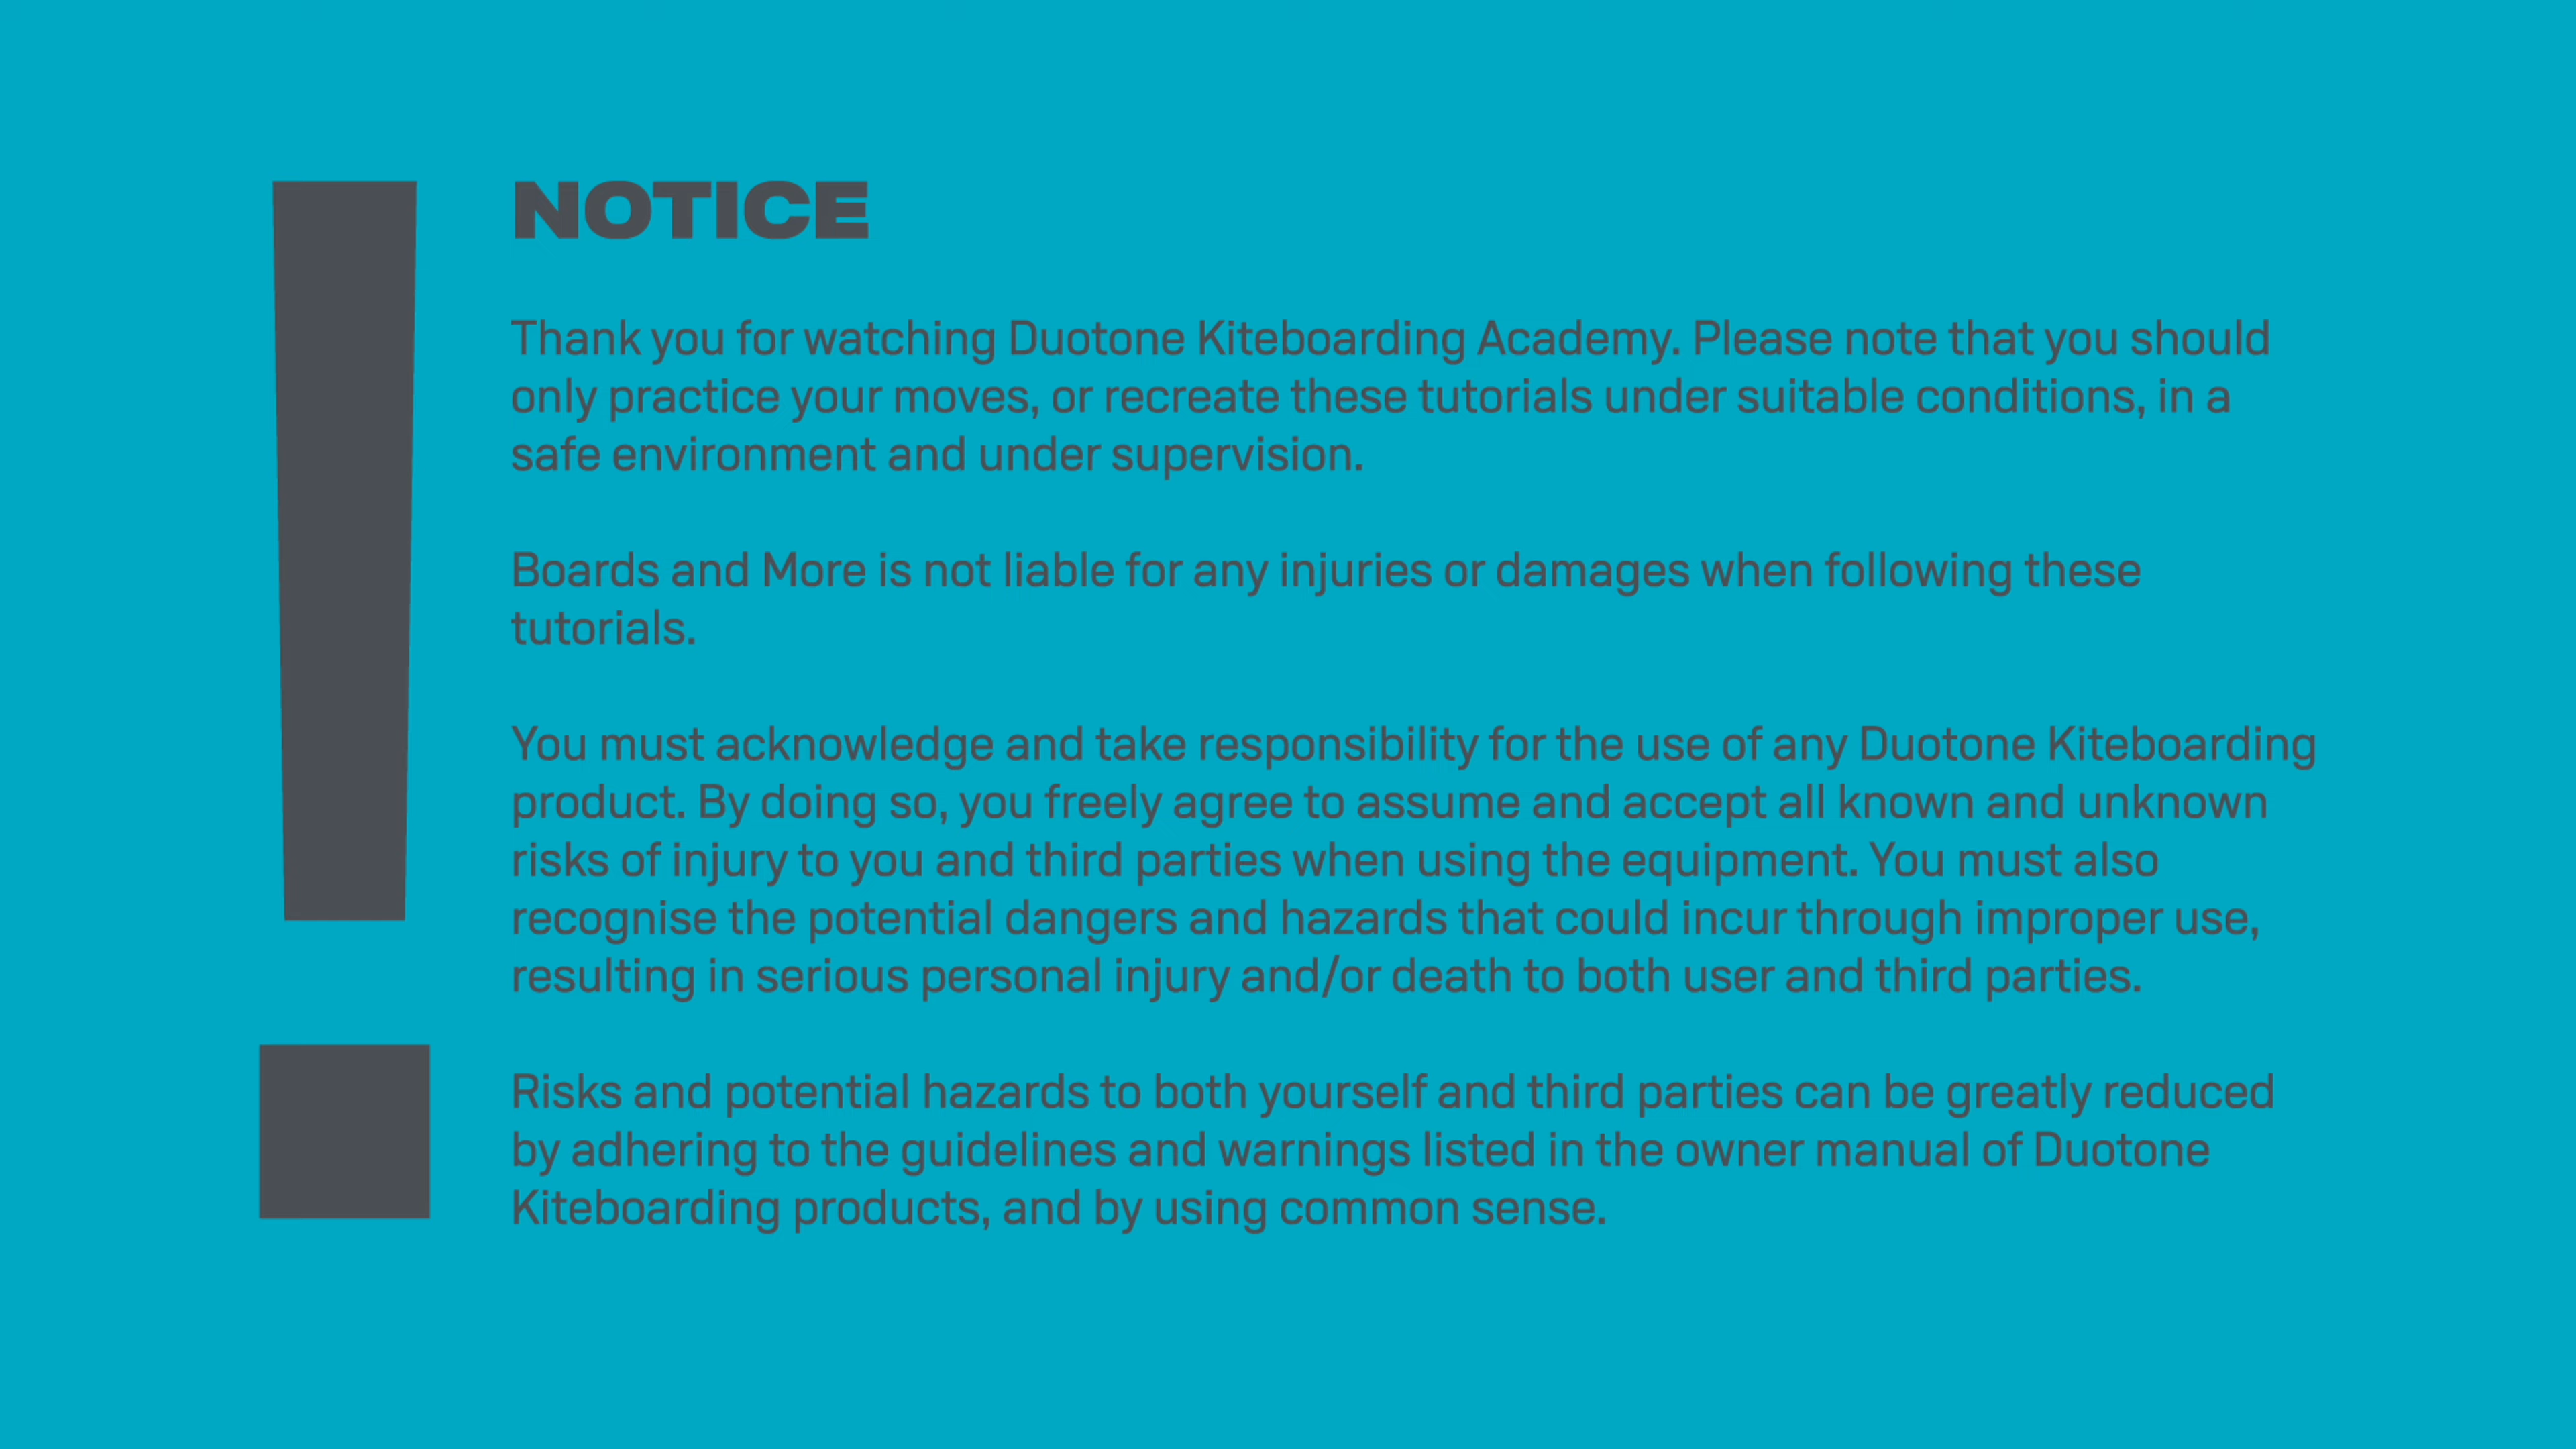 NOTICE
Thank you for watching Duotone Kiteboarding Academy. Please note that you should
only practice your moves, or recreate these tutorials under suitable conditions, in a
safe environment and under supervision.
Boards and More is not liable for any injuries or damages when following these
tutorials.
You must acknowledge and take responsibility for the use of any Duotone Kiteboarding
product. By doing so, you freely agree to assume and accept all known and unknown
risks of injury to you and third parties when using the equipment. You must also
recognise the potential dangers and hazards that could incur through improper use,
resulting in serious personal injury and/or death to both user and third parties.
Risks and potential hazards to both yourself and third parties can be greatly reduced
by adhering to the guidelines and warnings listed in the owner manual of Duotone
Kiteboarding products, and by using common sense.